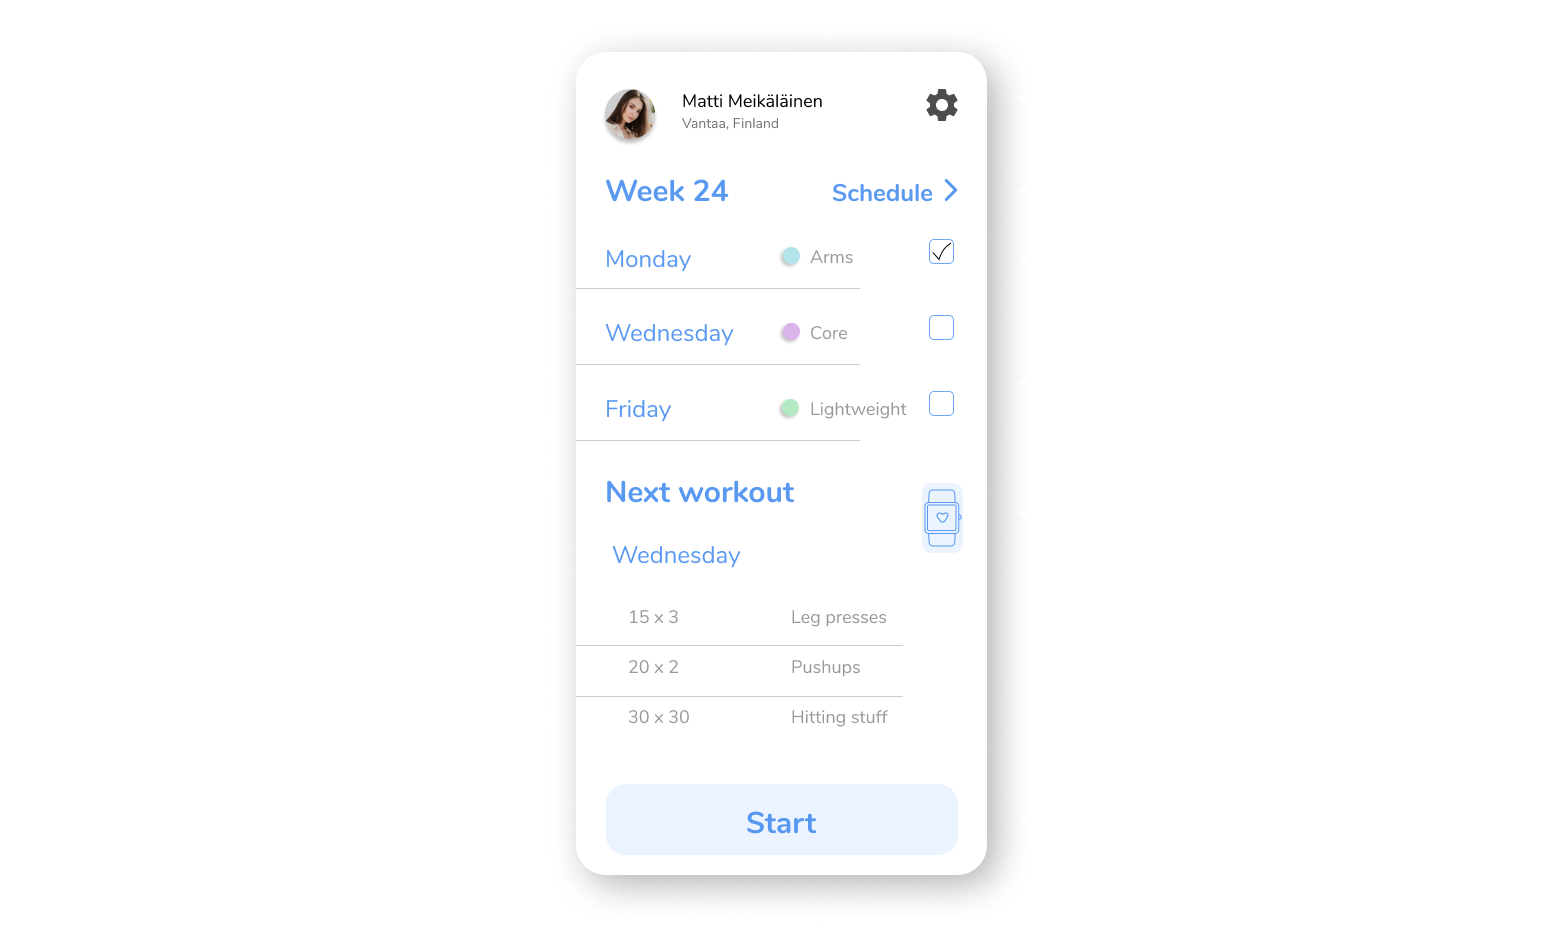 Matti Meikäläinen
Vantaa, Finland
Week 24
Schedule
Monday
Arms
Wednesday
Core
Friday
Lightweight
Next workout
Wednesday
15 x 3
Leg presses
20 x 2
Pushups
30 x 30
Hitting stuff
Start